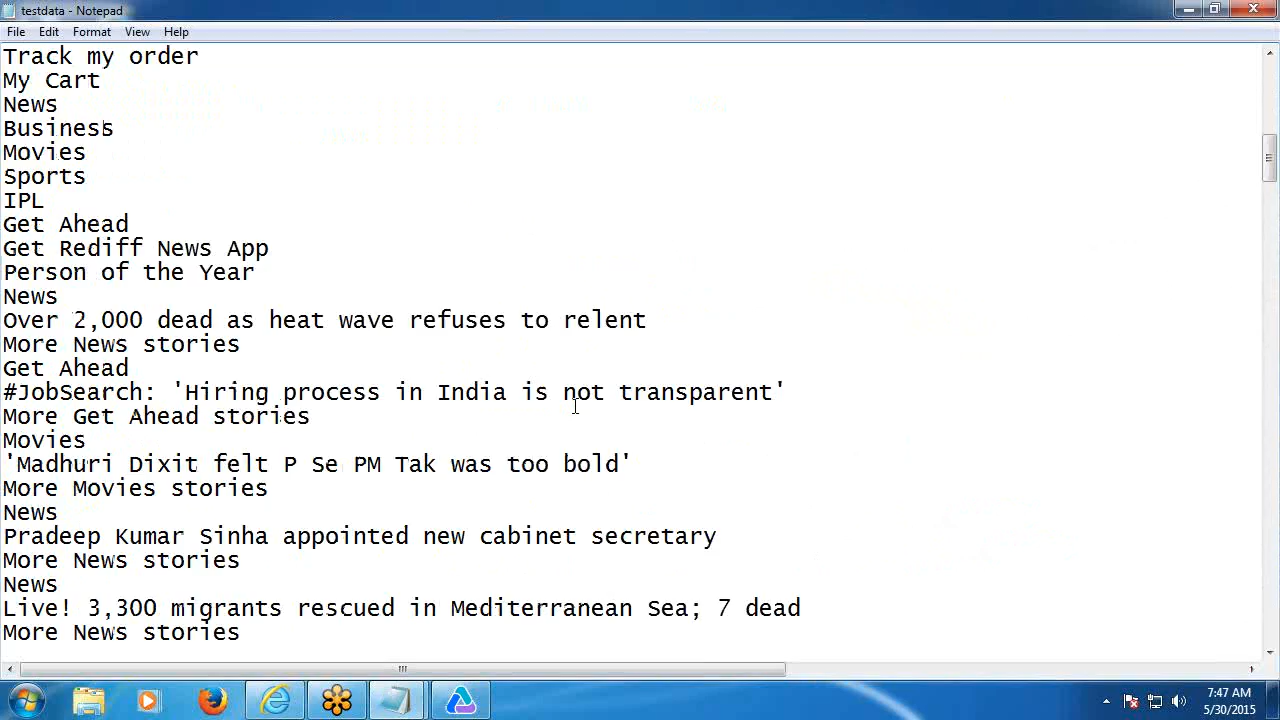 testdata - Notepad
File Edit Format View Help
Track my order
My Cart
News
Business
Movies
Sports
IPL
Get Ahead
Get Rediff News App
Person of the Year
News
Over 2,000 dead as heat wave refuses to relent
More News stories
Get Ahead
#JobSearch: 'Hiring process in India is not transparent'
More Get Ahead stories
Movies
'Madhuri Dixit felt P Se PM Tak was too bold'
More Movies stories
News
Pradeep Kumar Sinha appointed new cabinet secretary
More News stories
News
Live! 3,300 migrants rescued in Mediterranean Sea; 7 dead
More News stories
7:47 AM
5/30/2015